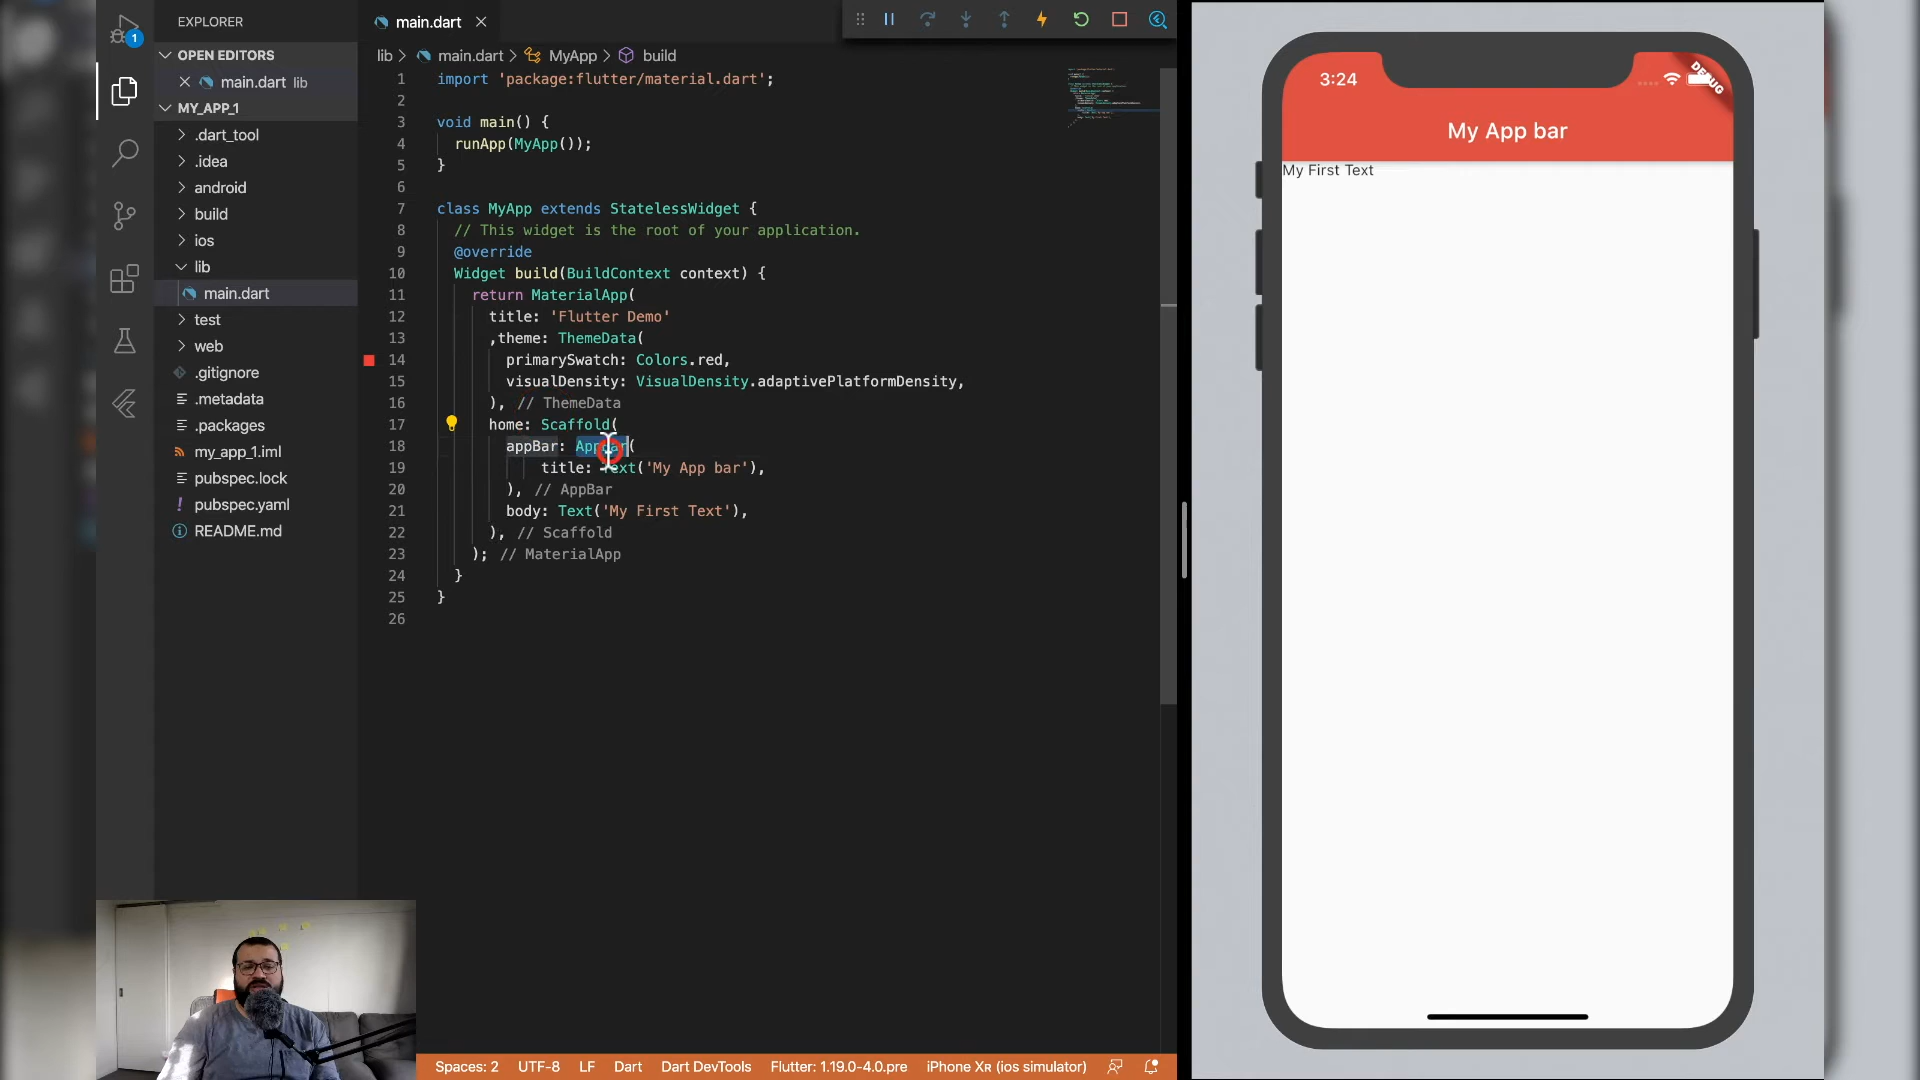 1
EXPLORER
OPEN EDITORS
main.dart lib
MY_APP_1
.dart_tool
.idea
android
build
ios
lib
main.dart
test
web
.gitignore
.metadata
.packages
my_app_1.iml
pubspec.lock
! pubspec.yaml
README.md
main.dart
lib > main.dart > MyApp > build
1 import 'package:flutter/material.dart';
2
3 void main() {
4 runApp(MyApp());
5 }
6
7 class MyApp extends StatelessWidget {
8 // This widget is the root of your application.
9 @override
10 Widget build(BuildContext context) {
11 return MaterialApp(
12 title: 'Flutter Demo'
13 ,theme: ThemeData(
14 primarySwatch: Colors.red,
15 visualDensity: VisualDensity.adaptivePlatformDensity,
16 ), // ThemeData
17 home: Scaffold(
18 appBar: AppBar(
19 title: Text('My App bar'),
20 ), // AppBar
21 body: Text('My First Text'),
22 ), // Scaffold
23 ); // MaterialApp
24 }
25 }
26
Spaces: 2 UTF-8 LF Dart Dart DevTools Flutter: 1.19.0-4.0.pre iPhone XR (ios simulator)
3:24
DEBUG
My App bar
My First Text